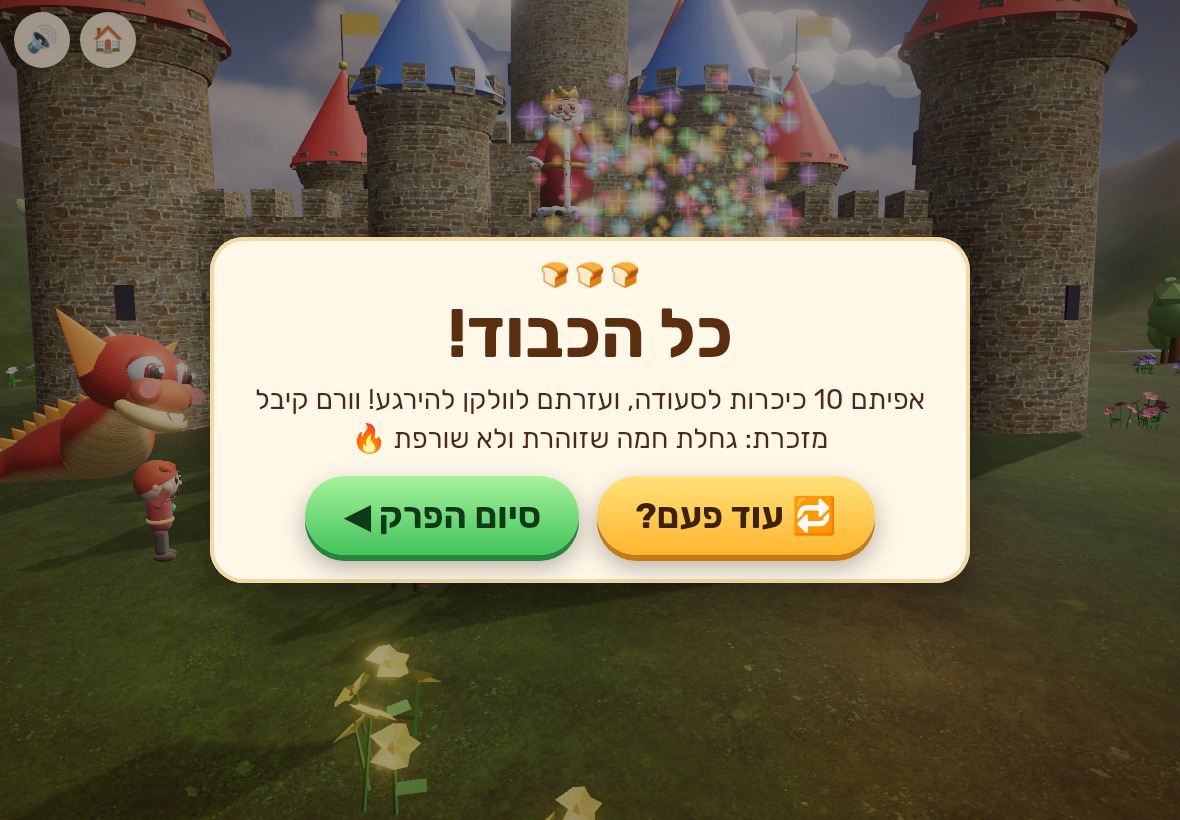 כל הכבוד!
אפיתם 10 כיכרות לסעודה, ועזרתם לוולקן להירגע! וורם קיבל
מזכרת: גחלת חמה שזוהרת ולא שורפת 🔥
🔁 עוד פעם?
סיום הפרק ◀